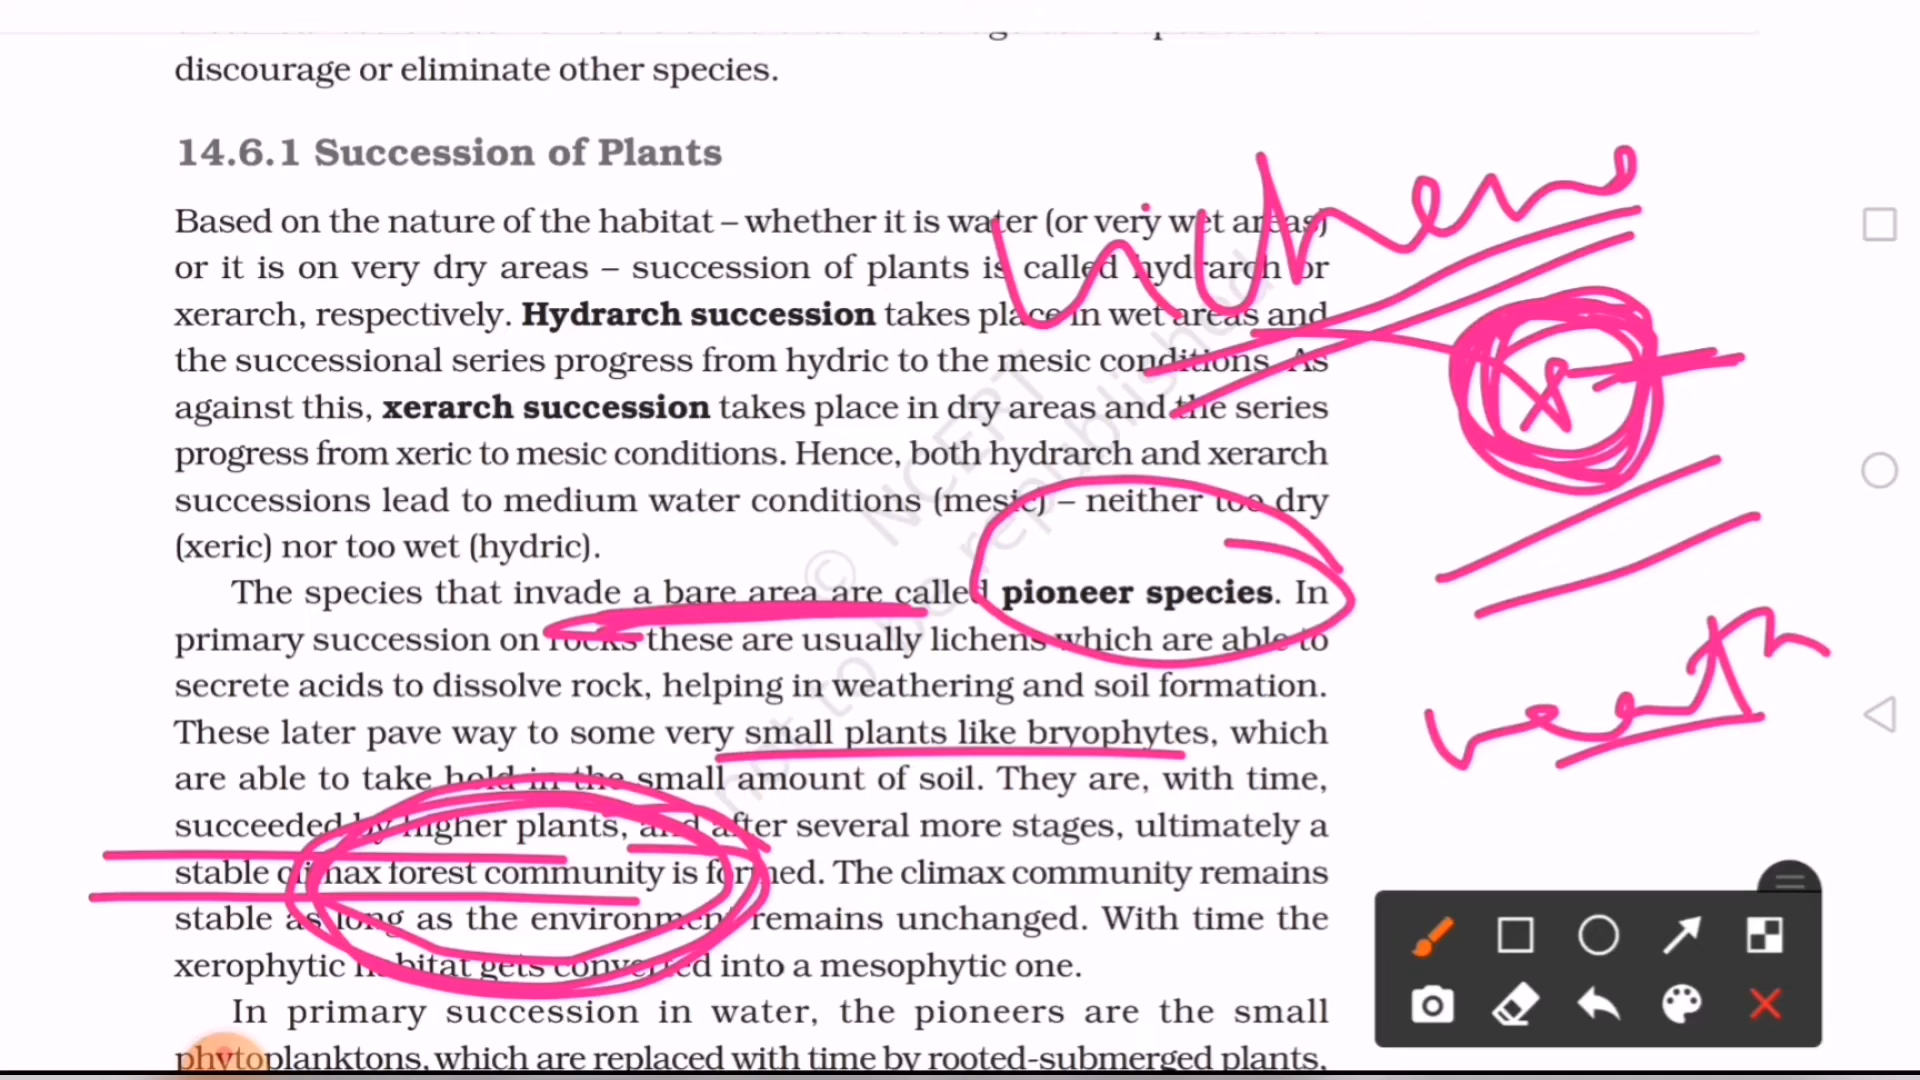 discourage or eliminate other species.
14.6.1 Succession of Plants
Lichens
Based on the nature of the habitat – whether it is water (or very wet areas)
or it is on very dry areas – succession of plants is called hydrarch or
xerarch, respectively. Hydrarch succession takes place in wet areas and
the successional series progress from hydric to the mesic conditions. As
against this, xerarch succession takes place in dry areas and the series
progress from xeric to mesic conditions. Hence, both hydrarch and xerarch
successions lead to medium water conditions (mesic) – neither too dry
(xeric) nor too wet (hydric).
The species that invade a bare area are called pioneer species. In
primary succession on rocks these are usually lichens which are able to
secrete acids to dissolve rock, helping in weathering and soil formation.
These later pave way to some very small plants like bryophytes, which
are able to take hold in the small amount of soil. They are, with time,
succeeded by higher plants, and after several more stages, ultimately a
stable climax forest community is formed. The climax community remains
stable as long as the environment remains unchanged. With time the
xerophytic habitat gets converted into a mesophytic one.
In primary succession in water, the pioneers are the small
phytoplanktons, which are replaced with time by rooted-submerged plants,
© NCERT
not to be republished